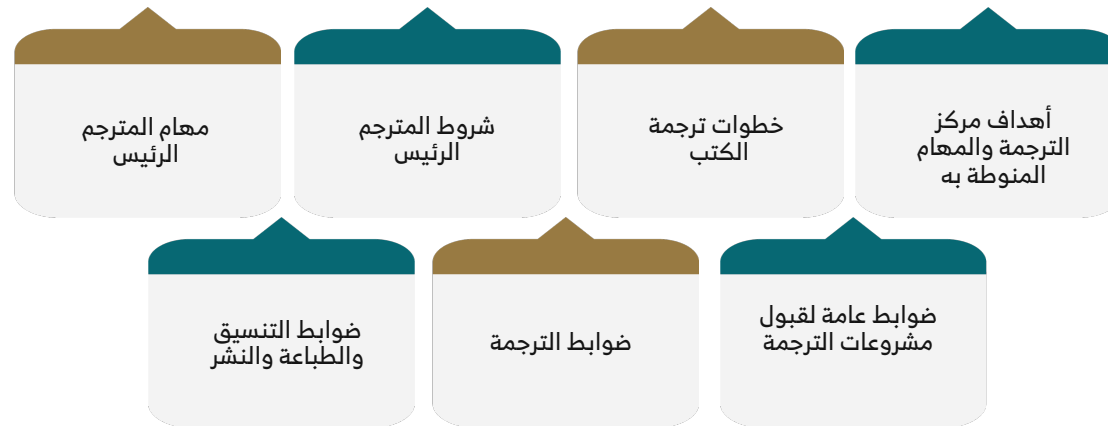 أهداف مركز
الترجمة والمهام
المنوطة به
خطوات ترجمة
الكتب
شروط المترجم
الرئيس
مهام المترجم
الرئيس
ضوابط عامة لقبول
مشروعات الترجمة
ضوابط الترجمة
ضوابط التنسيق
والطباعة والنشر